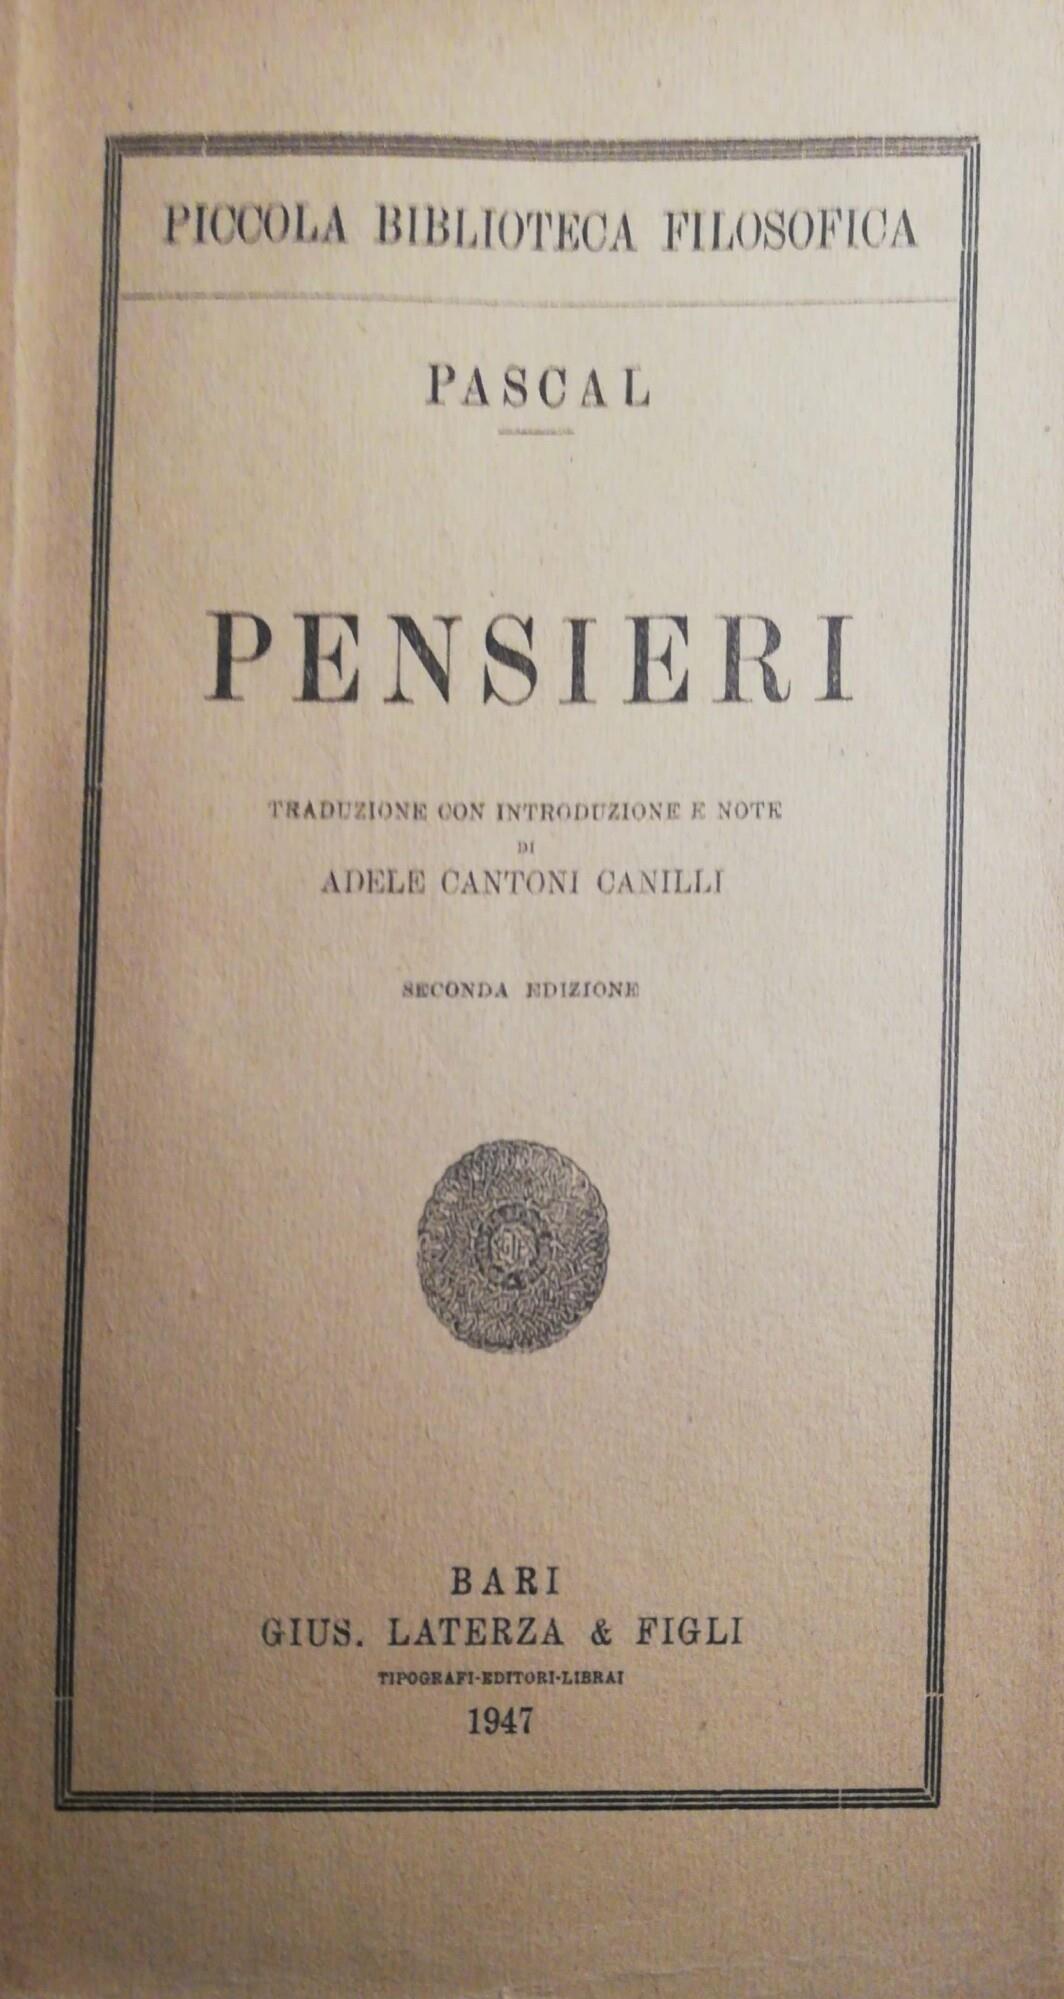 PICCOLA BIBLIOTECA FILOSOFICA
PASCAL
PENSIERI
TRADUZIONE CON INTRODUZIONE E NOTE
DI
ADELE CANTONI CANILLI
SECONDA EDIZIONE
BARI
GIUS. LATERZA & FIGLI
TIPOGRAFI-EDITORI-LIBRAI
1947